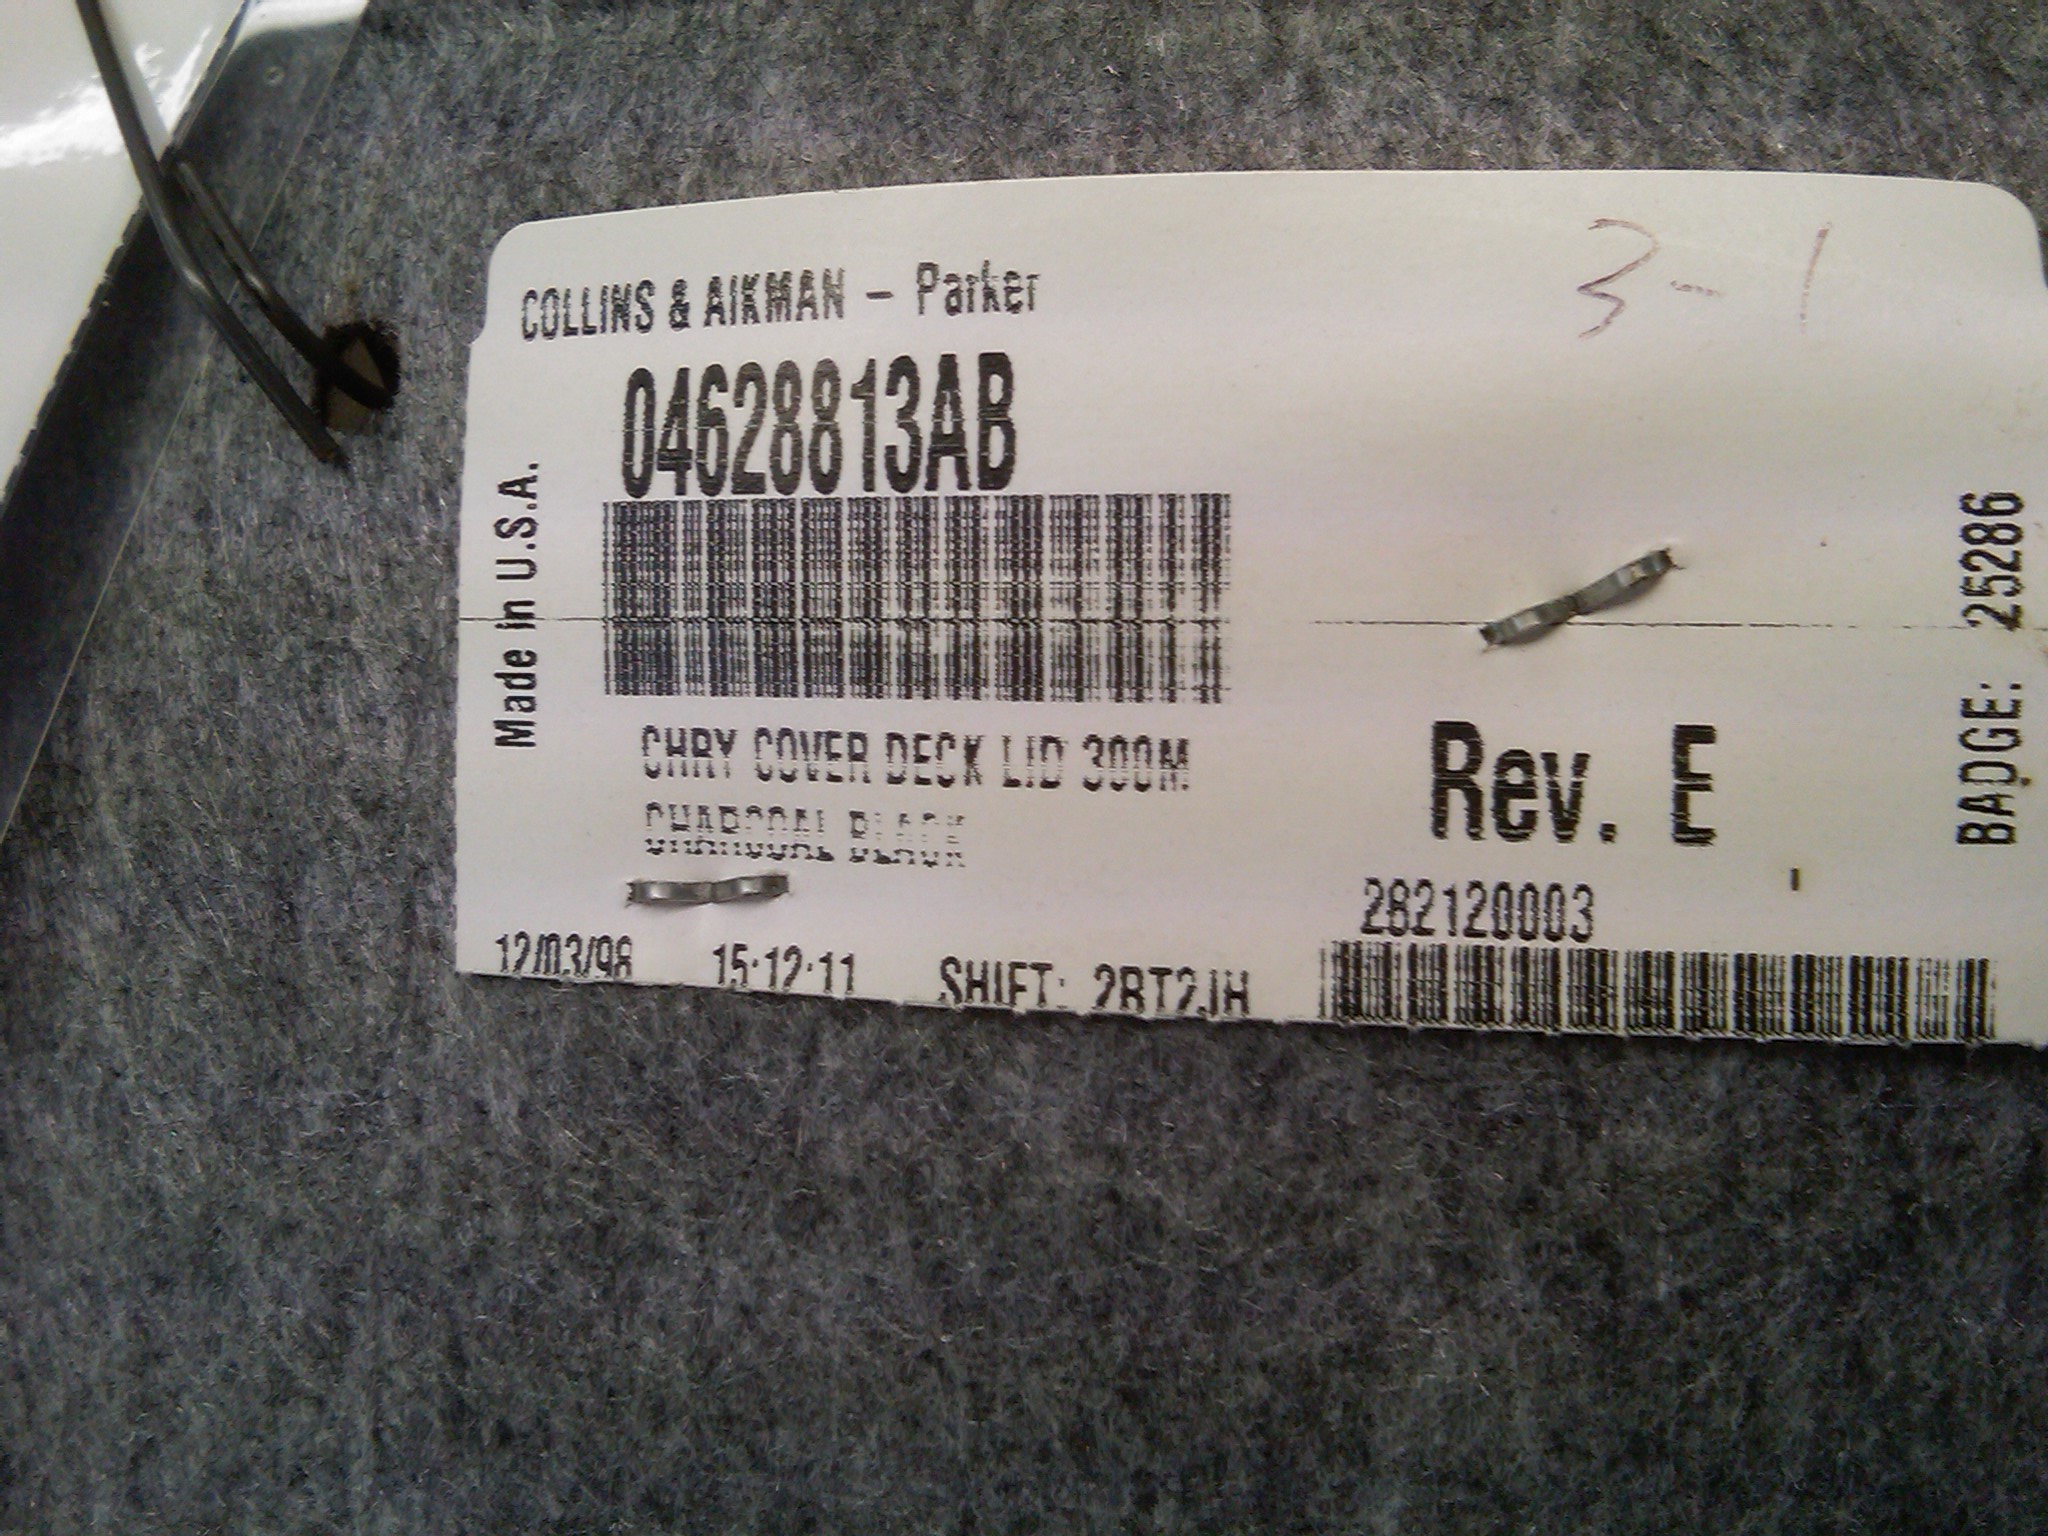 COLLINS & AIKMAN - Parker
3-1
04628813AB
Made in U.S.A.
CHRY COVER DECK LID 300M
CHARCOAL BLACK
Rev. E
282120003
BADGE: 25286
12/03/98 15:12:11 SHIFT: